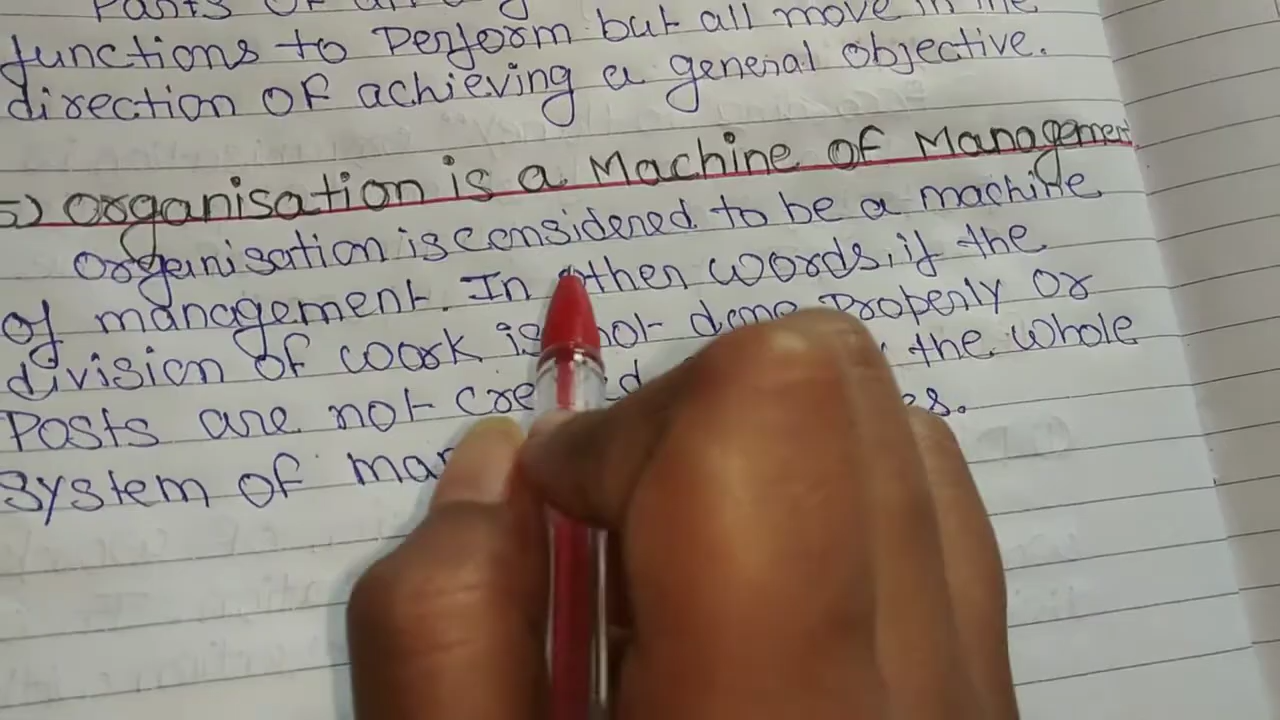 Parts of
functions to Perform but all move in the
direction OF achieving a general objective.
5) Organisation is a Machine OF Management
Organisation is considered to be a machine
of management. In other words, if the
division of work is not done Properly or
Posts are not the whole
System of